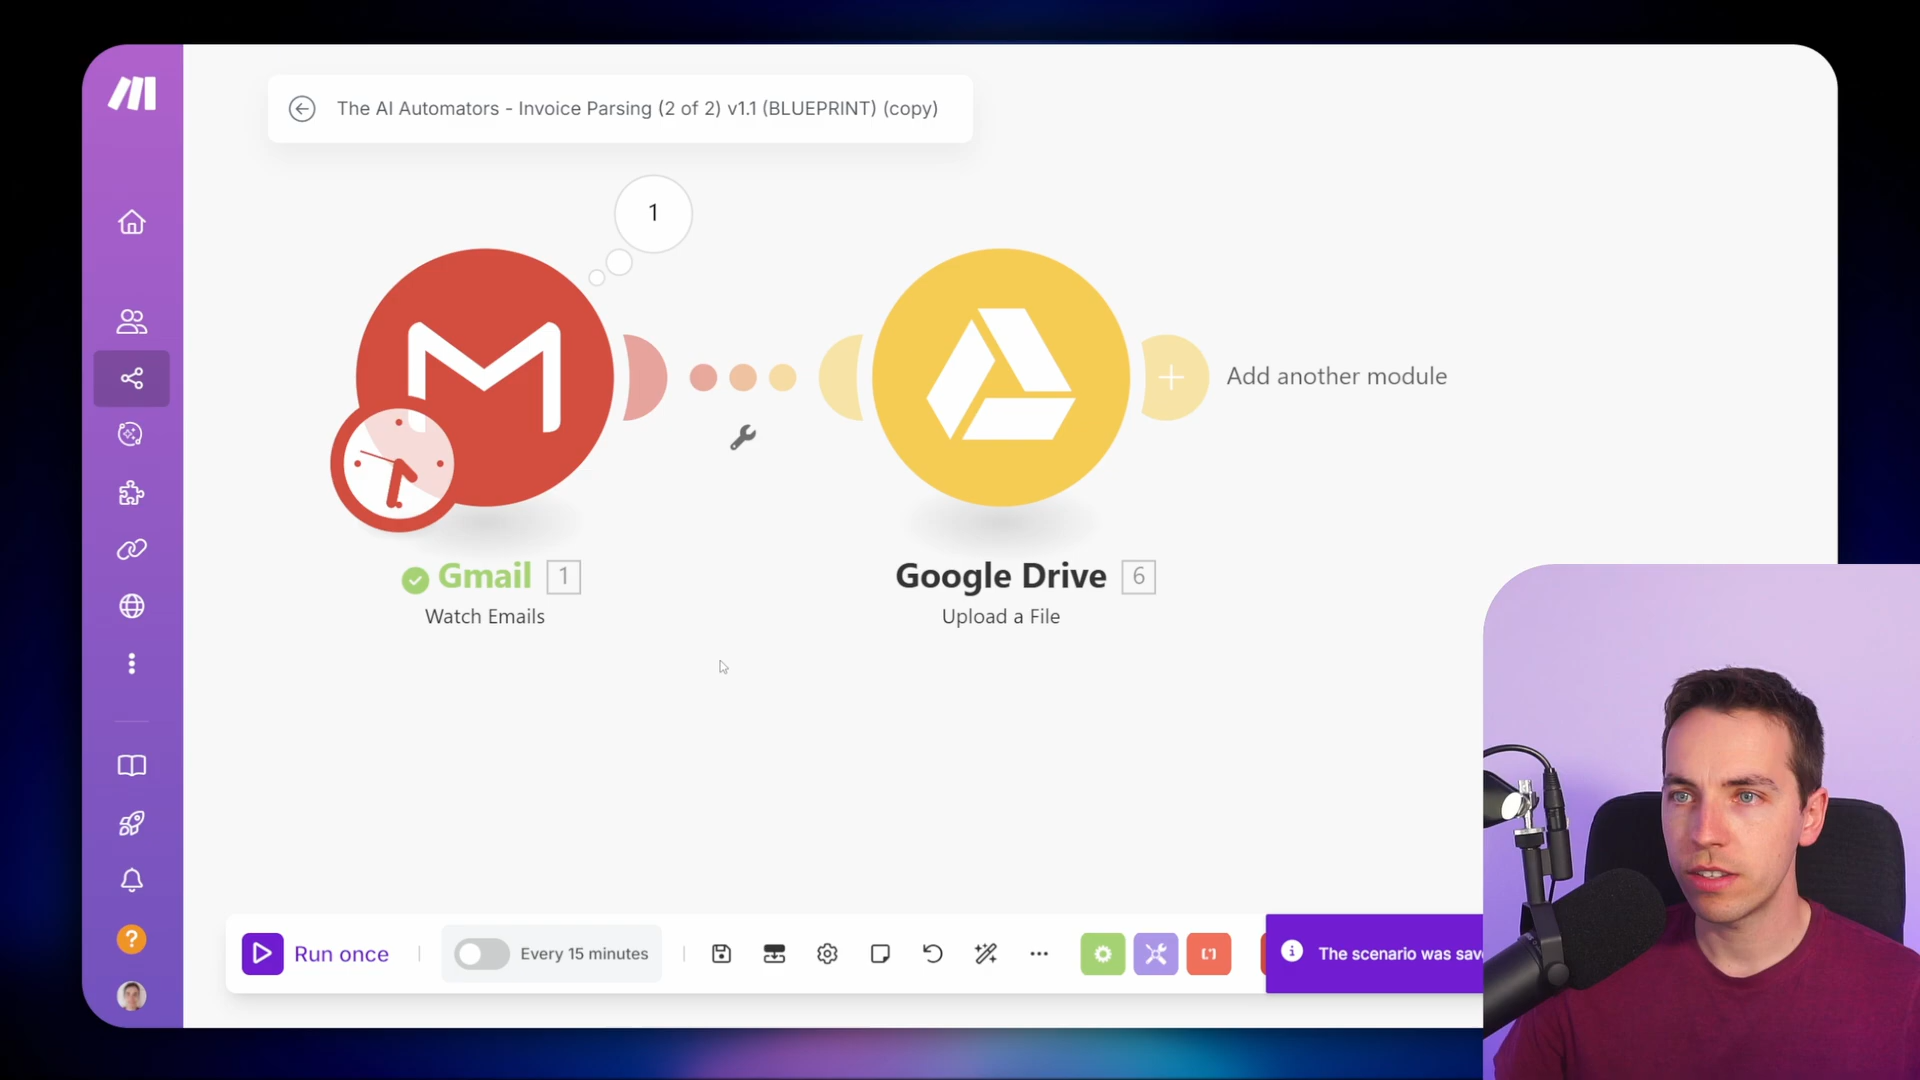 The AI Automators - Invoice Parsing (2 of 2) v1.1 (BLUEPRINT) (copy)
1
Add another module
Gmail 1
Watch Emails
Google Drive 6
Upload a File
Run once
Every 15 minutes
The scenario was
?